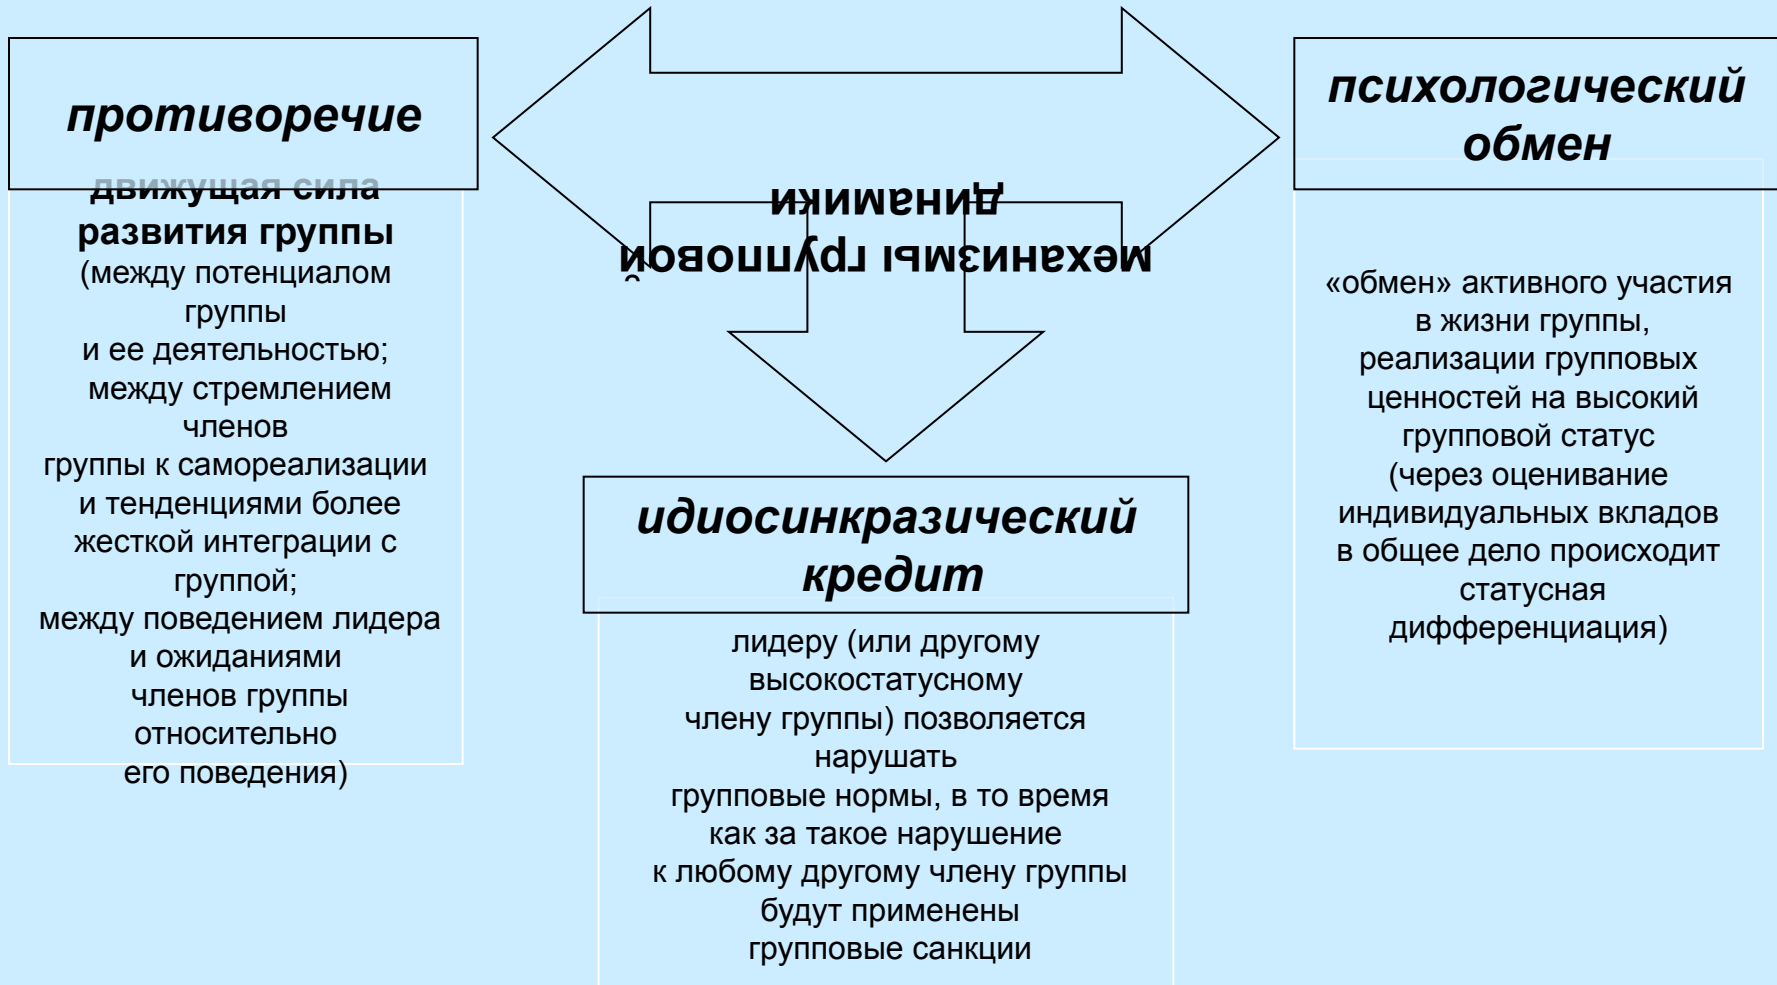 противоречие
движущая сила
развития группы
(между потенциалом
группы
и ее деятельностью;
между стремлением
членов
группы к самореализации
и тенденциями более
жесткой интеграции с
группой;
между поведением лидера
и ожиданиями
членов группы
относительно
его поведения)
механизмы групповой
динамики
идиосинкразический
кредит
лидеру (или другому
высокостатусному
члену группы) позволяется
нарушать
групповые нормы, в то время
как за такое нарушение
к любому другому члену группы
будут применены
групповые санкции
психологический
обмен
«обмен» активного участия
в жизни группы,
реализации групповых
ценностей на высокий
групповой статус
(через оценивание
индивидуальных вкладов
в общее дело происходит
статусная
дифференциация)